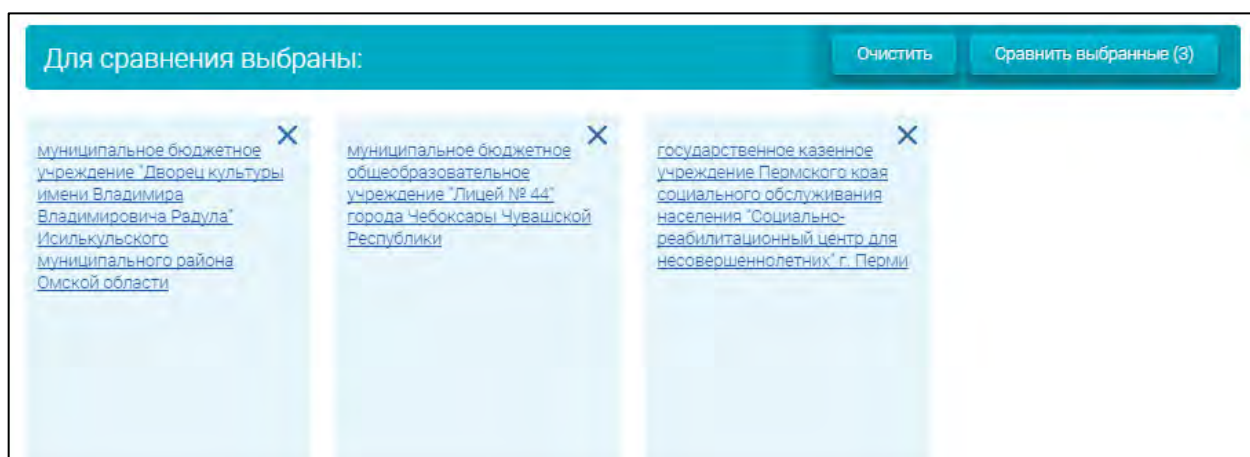 Для сравнения выбраны:
Очистить
Сравнить выбранные (3)
муниципальное бюджетное
учреждение "Дворец культуры
имени Владимира
Владимировича Радула"
Исилькульского
муниципального района
Омской области
муниципальное бюджетное
общеобразовательное
учреждение "Лицей № 44"
города Чебоксары Чувашской
Республики
государственное казенное
учреждение Пермского края
социального обслуживания
населения "Социально-
реабилитационный центр для
несовершеннолетних" г. Перми